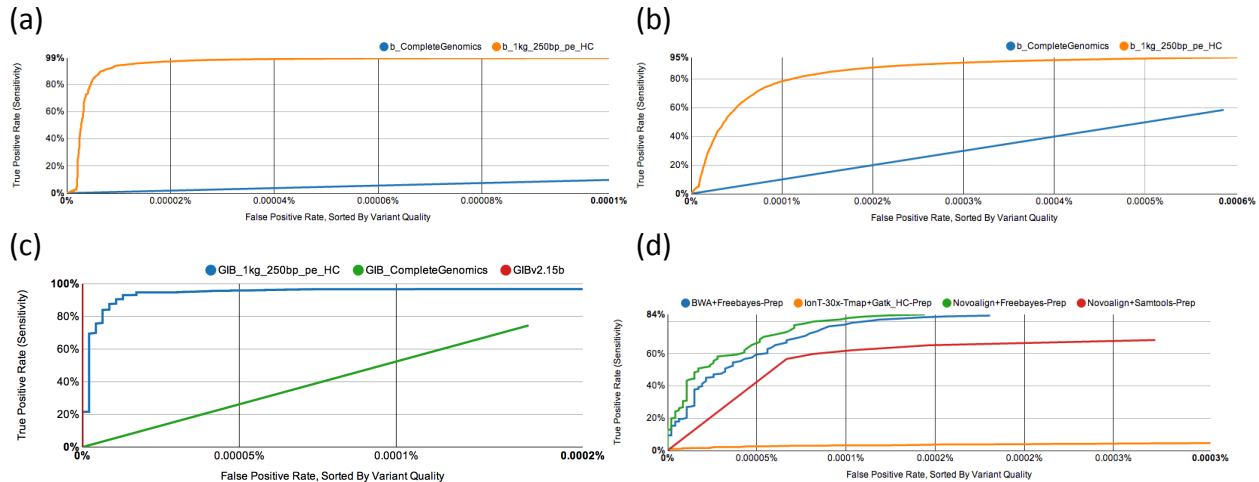 (a)
b_CompleteGenomics b_1kg_250bp_pe_HC
True Positive Rate (Sensitivity)
99%
80%
60%
40%
20%
0%
0% 0.00002% 0.00004% 0.00006% 0.00008% 0.0001%
False Positive Rate, Sorted By Variant Quality
(b)
b_CompleteGenomics b_1kg_250bp_pe_HC
True Positive Rate (Sensitivity)
95%
80%
60%
40%
20%
0%
0% 0.0001% 0.0002% 0.0003% 0.0004% 0.0005% 0.0006%
False Positive Rate, Sorted By Variant Quality
(c)
GIB_1kg_250bp_pe_HC GIB_CompleteGenomics GIBv2.15b
True Positive Rate (Sensitivity)
100%
80%
60%
40%
20%
0%
0% 0.00005% 0.0001% 0.0002%
False Positive Rate, Sorted By Variant Quality
(d)
BWA+Freebayes-Prep IonT-30x-Tmap+Gatk_HC-Prep Novoalign+Freebayes-Prep Novoalign+Samtools-Prep
True Positive Rate (Sensitivity)
84%
60%
40%
20%
0%
0% 0.00005% 0.0001% 0.0002% 0.0002% 0.0003% 0.0003%
False Positive Rate, Sorted By Variant Quality